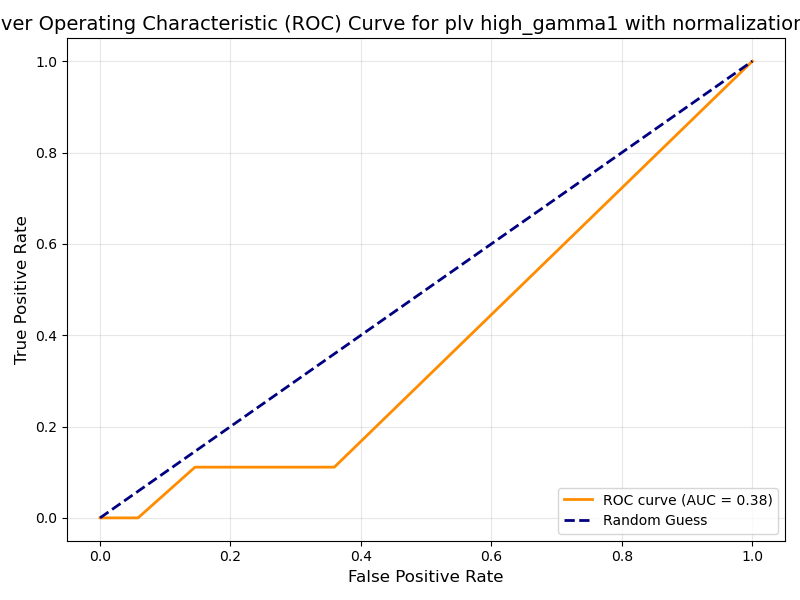 ver Operating Characteristic (ROC) Curve for plv high_gamma1 with normalization
1.0
0.8
0.6
0.4
0.2
0.0
True Positive Rate
0.0 0.2 0.4 0.6 0.8 1.0
False Positive Rate
ROC curve (AUC = 0.38)
Random Guess